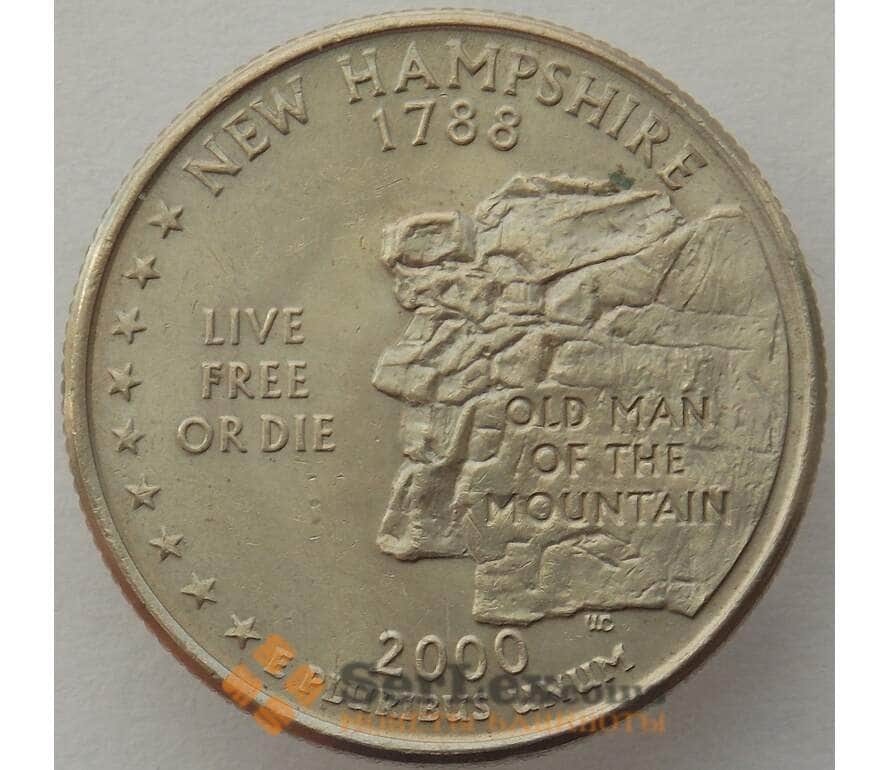 NEW HAMPSHIRE
1788
LIVE
FREE
OR DIE
OLD MAN
OF THE
MOUNTAIN
2000
E PLURIBUS UNUM